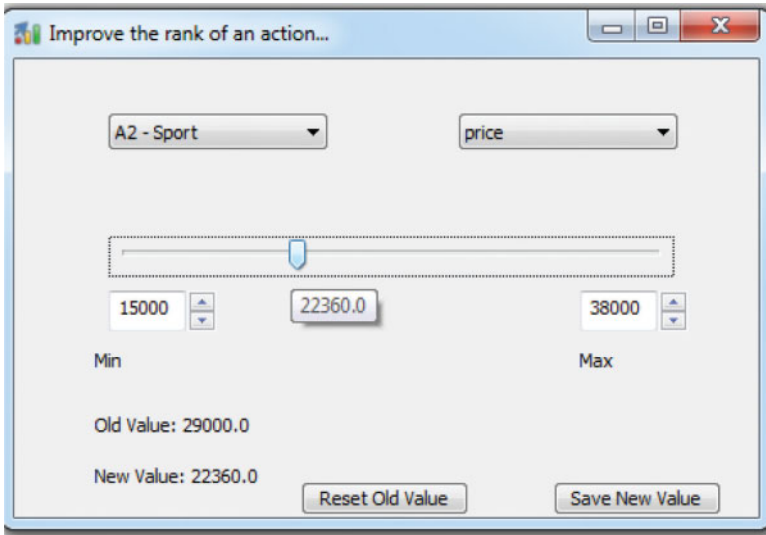 Improve the rank of an action...
A2 - Sport price
15000 22360.0 38000
Min Max
Old Value: 29000.0
New Value: 22360.0
Reset Old Value Save New Value